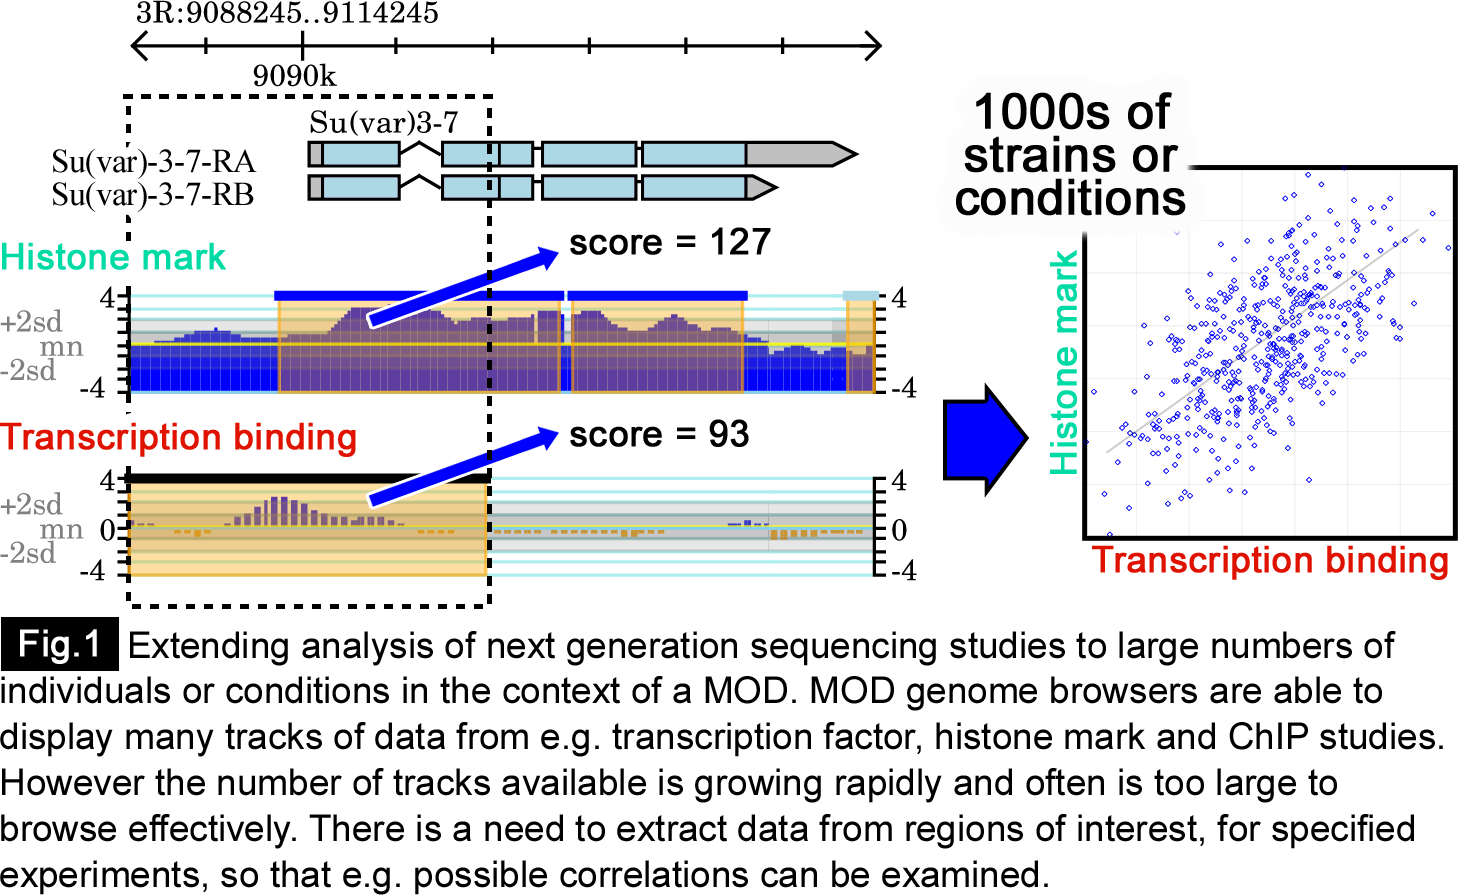 3R:9088245..9114245
9090k
Su(var)3-7
Su(var)-3-7-RA
Su(var)-3-7-RB
Histone mark
score = 127
4
+2sd
mn
-2sd
-4
4
-4
Transcription binding
score = 93
4
+2sd
mn 0
-2sd
-4
4
0
-4
1000s of
strains or
conditions
Histone mark
Transcription binding
Fig.1 Extending analysis of next generation sequencing studies to large numbers of
individuals or conditions in the context of a MOD. MOD genome browsers are able to
display many tracks of data from e.g. transcription factor, histone mark and ChIP studies.
However the number of tracks available is growing rapidly and often is too large to
browse effectively. There is a need to extract data from regions of interest, for specified
experiments, so that e.g. possible correlations can be examined.